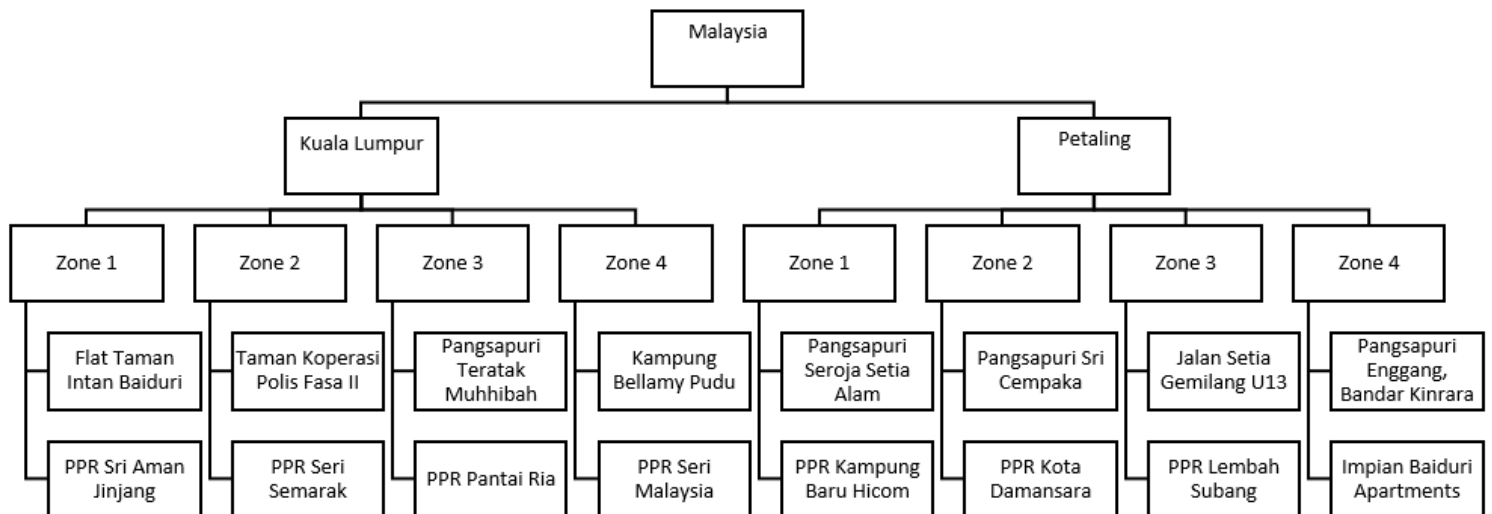 Malaysia
Kuala Lumpur
Petaling
Zone 1
Zone 2
Zone 3
Zone 4
Zone 1
Zone 2
Zone 3
Zone 4
Flat Taman
Intan Baiduri
Taman Koperasi
Polis Fasa II
Pangsapuri
Teratak
Muhhibah
Kampung
Bellamy Pudu
Pangsapuri
Seroja Setia
Alam
Pangsapuri Sri
Cempaka
Jalan Setia
Gemilang U13
Pangsapuri
Enggang,
Bandar Kinrara
PPR Sri Aman
Jinjang
PPR Seri
Semarak
PPR Pantai Ria
PPR Seri
Malaysia
PPR Kampung
Baru Hicom
PPR Kota
Damansara
PPR Lembah
Subang
Impian Baiduri
Apartments